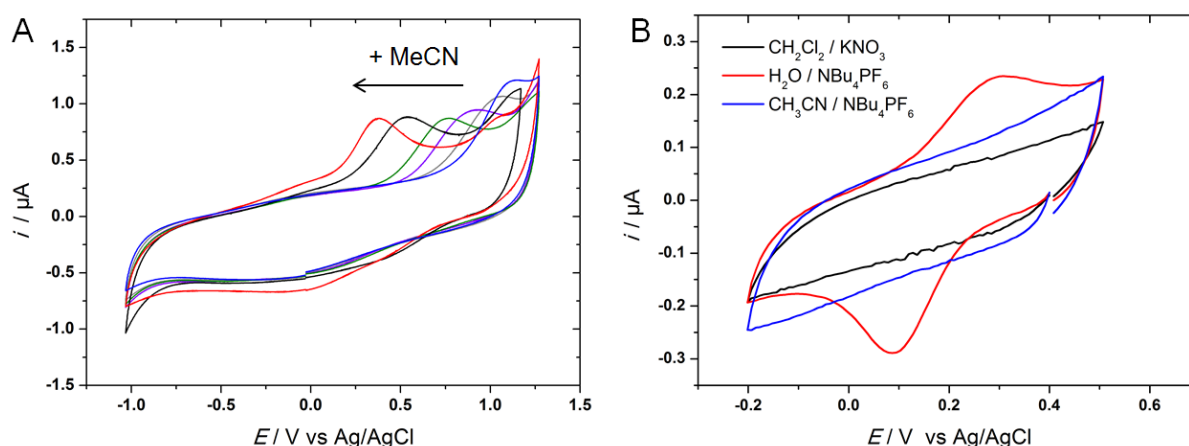 A
+ MeCN
1.5
1.0
0.5
0.0
-0.5
-1.0
-1.5
i / µA
-1.0 -0.5 0.0 0.5 1.0 1.5
E / V vs Ag/AgCl
B
CH₂Cl₂ / KNO₃
H₂O / NBu₄PF₆
CH₃CN / NBu₄PF₆
0.3
0.2
0.1
0.0
-0.1
-0.2
-0.3
i / µA
-0.2 0.0 0.2 0.4 0.6
E / V vs Ag/AgCl